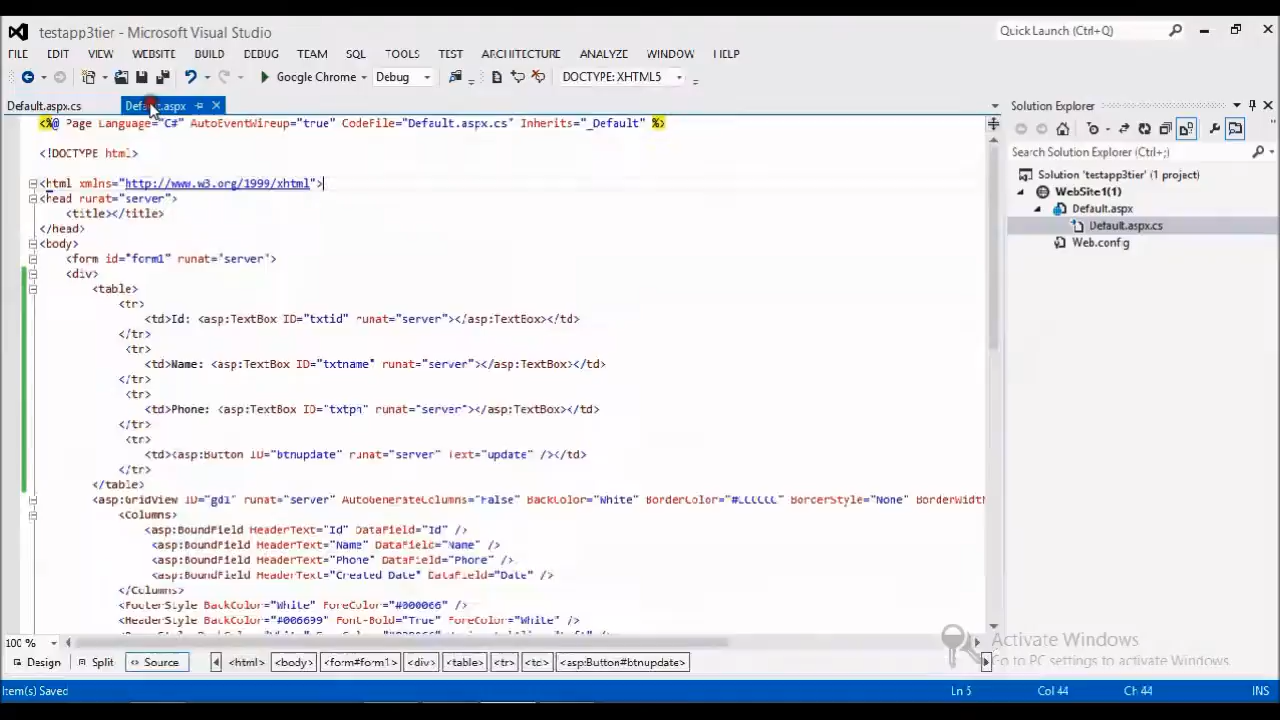 testapp3tier - Microsoft Visual Studio
Quick Launch (Ctrl+Q)
FILE EDIT VIEW WEBSITE BUILD DEBUG TEAM SQL TOOLS TEST ARCHITECTURE ANALYZE WINDOW HELP
Google Chrome Debug DOCTYPE: XHTML5
Default.aspx.cs Default.aspx
Solution Explorer
<%@ Page Language="C#" AutoEventWireup="true" CodeFile="Default.aspx.cs" Inherits="_Default" %>
<!DOCTYPE html>
<html xmlns="http://www.w3.org/1999/xhtml">
<head runat="server">
<title></title>
</head>
<body>
<form id="form1" runat="server">
<div>
<table>
<tr>
<td>Id: <asp:TextBox ID="txtid" runat="server"></asp:TextBox></td>
</tr>
<tr>
<td>Name: <asp:TextBox ID="txtname" runat="server"></asp:TextBox></td>
</tr>
<tr>
<td>Phone: <asp:TextBox ID="txtpn" runat="server"></asp:TextBox></td>
</tr>
<tr>
<td><asp:Button ID="btnupdate" runat="server" Text="update" /></td>
</tr>
</table>
<asp:GridView ID="gd1" runat="server" AutoGenerateColumns="False" BackColor="White" BorderColor="#CCCCCC" BorderStyle="None" BorderWidth
<Columns>
<asp:BoundField HeaderText="Id" DataField="Id" />
<asp:BoundField HeaderText="Name" DataField="Name" />
<asp:BoundField HeaderText="Phone" DataField="Phone" />
<asp:BoundField HeaderText="Created Date" DataField="Date" />
</Columns>
<FooterStyle BackColor="White" ForeColor="#000066" />
<HeaderStyle BackColor="#006699" Font-Bold="True" ForeColor="White" />
Search Solution Explorer (Ctrl+;)
Solution 'testapp3tier' (1 project)
WebSite1(1)
Default.aspx
Default.aspx.cs
Web.config
100 %
Activate Windows
Go to PC settings to activate Windows.
Design Split Source <html> <body> <form#form1> <div> <table> <tr> <td> <asp:Button#btnupdate>
Item(s) Saved Ln 5 Col 44 Ch 44 INS